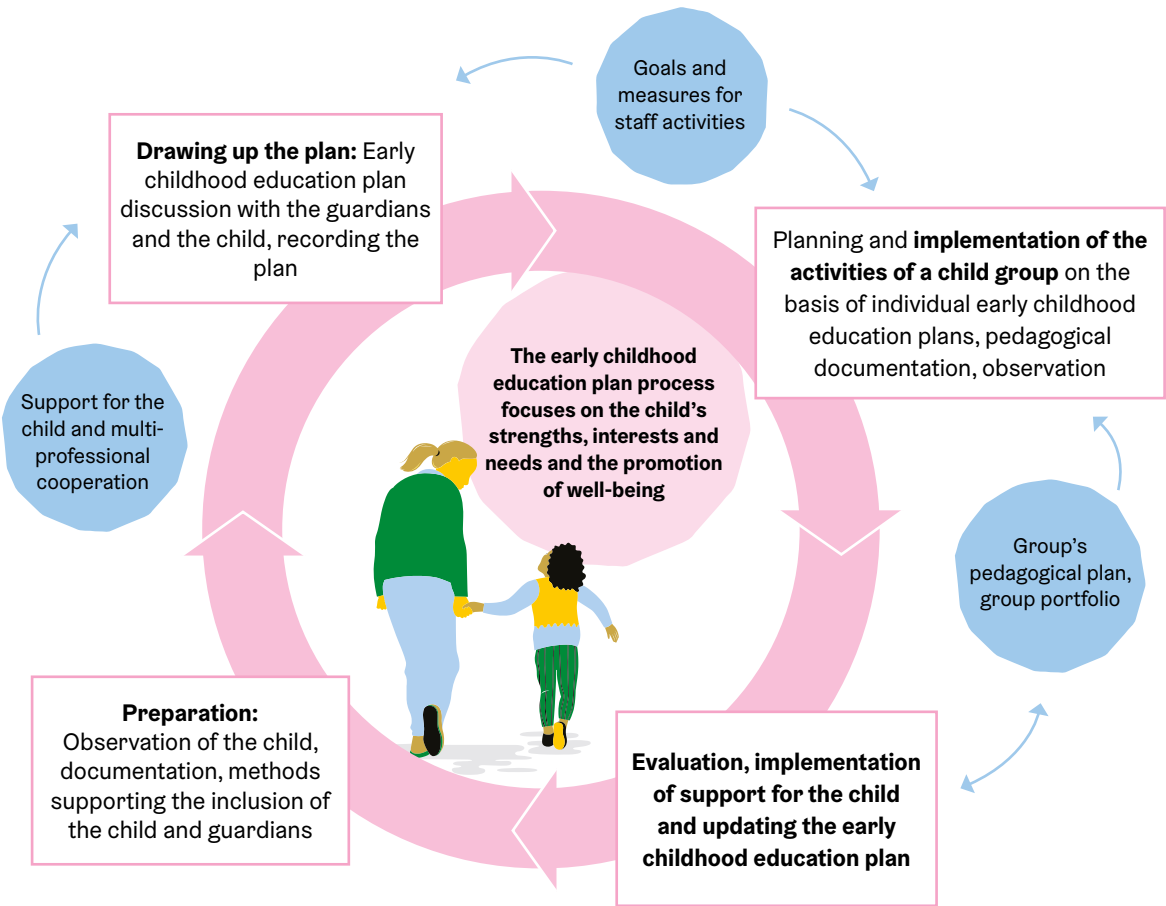 Goals and
measures for
staff activities
Drawing up the plan: Early
childhood education plan
discussion with the guardians
and the child, recording the
plan
Planning and implementation of the
activities of a child group on the
basis of individual early childhood
education plans, pedagogical
documentation, observation
The early childhood
education plan process
focuses on the child’s
strengths, interests and
needs and the promotion
of well-being
Support for the
child and multi-
professional
cooperation
Group’s
pedagogical plan,
group portfolio
Preparation:
Observation of the child,
documentation, methods
supporting the inclusion of
the child and guardians
Evaluation, implementation
of support for the child
and updating the early
childhood education plan